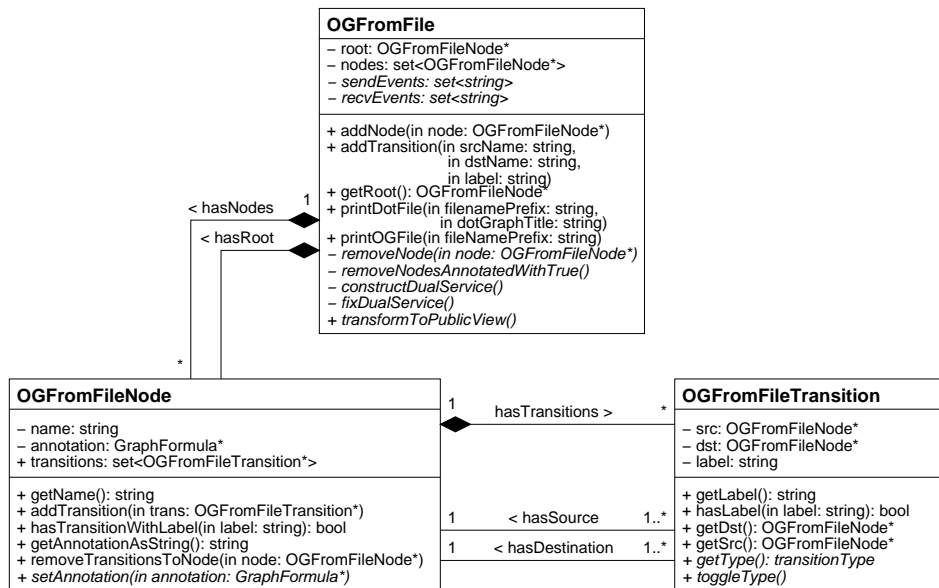 OGFromFile
– root: OGFromFileNode*
– nodes: set<OGFromFileNode*>
– sendEvents: set<string>
– recvEvents: set<string>
+ addNode(in node: OGFromFileNode*)
+ addTransition(in srcName: string,
in dstName: string,
in label: string)
+ getRoot(): OGFromFileNode*
+ printDotFile(in filenamePrefix: string,
in dotGraphTitle: string)
+ printOGFile(in fileNamePrefix: string)
– removeNode(in node: OGFromFileNode*)
– removeNodesAnnotatedWithTrue()
– constructDualService()
– fixDualService()
+ transformToPublicView()
< hasNodes
1
< hasRoot
*
OGFromFileNode
– name: string
– annotation: GraphFormula*
+ transitions: set<OGFromFileTransition*>
+ getName(): string
+ addTransition(in trans: OGFromFileTransition*)
+ hasTransitionWithLabel(in label: string): bool
+ getAnnotationAsString(): string
+ removeTransitionsToNode(in node: OGFromFileNode*)
+ setAnnotation(in annotation: GraphFormula*)
1
hasTransitions >
*
1
< hasSource
1..*
1
< hasDestination
1..*
OGFromFileTransition
– src: OGFromFileNode*
– dst: OGFromFileNode*
– label: string
+ getLabel(): string
+ hasLabel(in label: string): bool
+ getDst(): OGFromFileNode*
+ getSrc(): OGFromFileNode*
+ getType(): transitionType
+ toggleType()